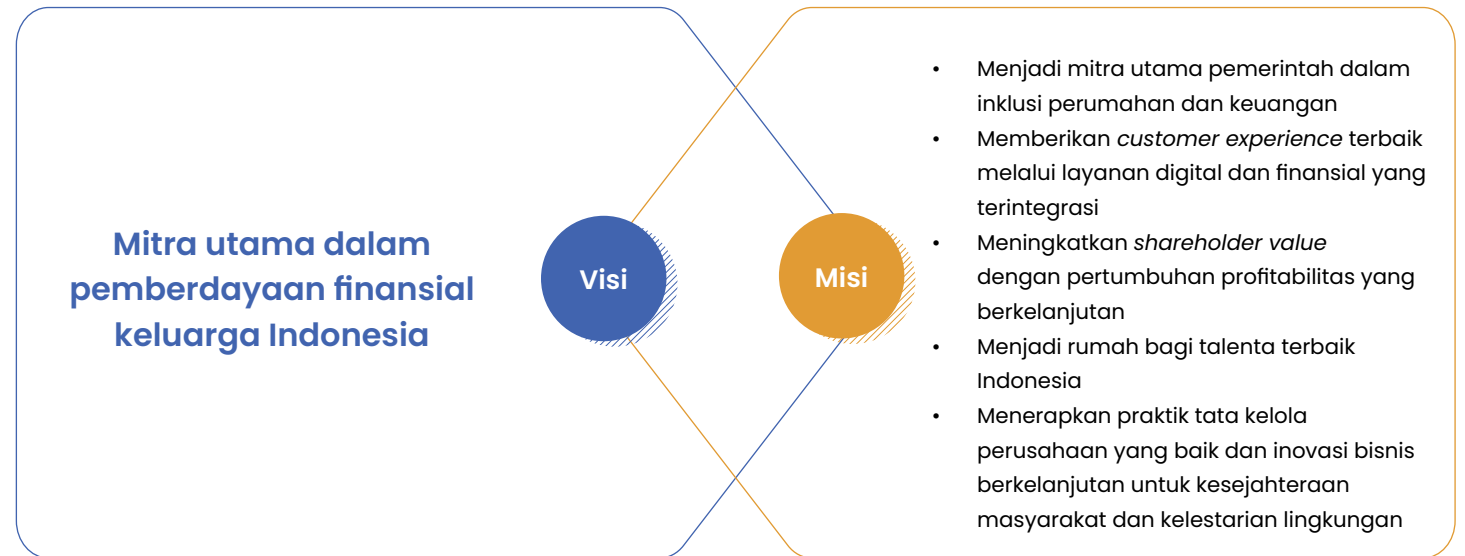 Mitra utama dalam
pemberdayaan finansial
keluarga Indonesia
Visi
Misi
• Menjadi mitra utama pemerintah dalam
inklusi perumahan dan keuangan
• Memberikan customer experience terbaik
melalui layanan digital dan finansial yang
terintegrasi
• Meningkatkan shareholder value
dengan pertumbuhan profitabilitas yang
berkelanjutan
• Menjadi rumah bagi talenta terbaik
Indonesia
• Menerapkan praktik tata kelola
perusahaan yang baik dan inovasi bisnis
berkelanjutan untuk kesejahteraan
masyarakat dan kelestarian lingkungan